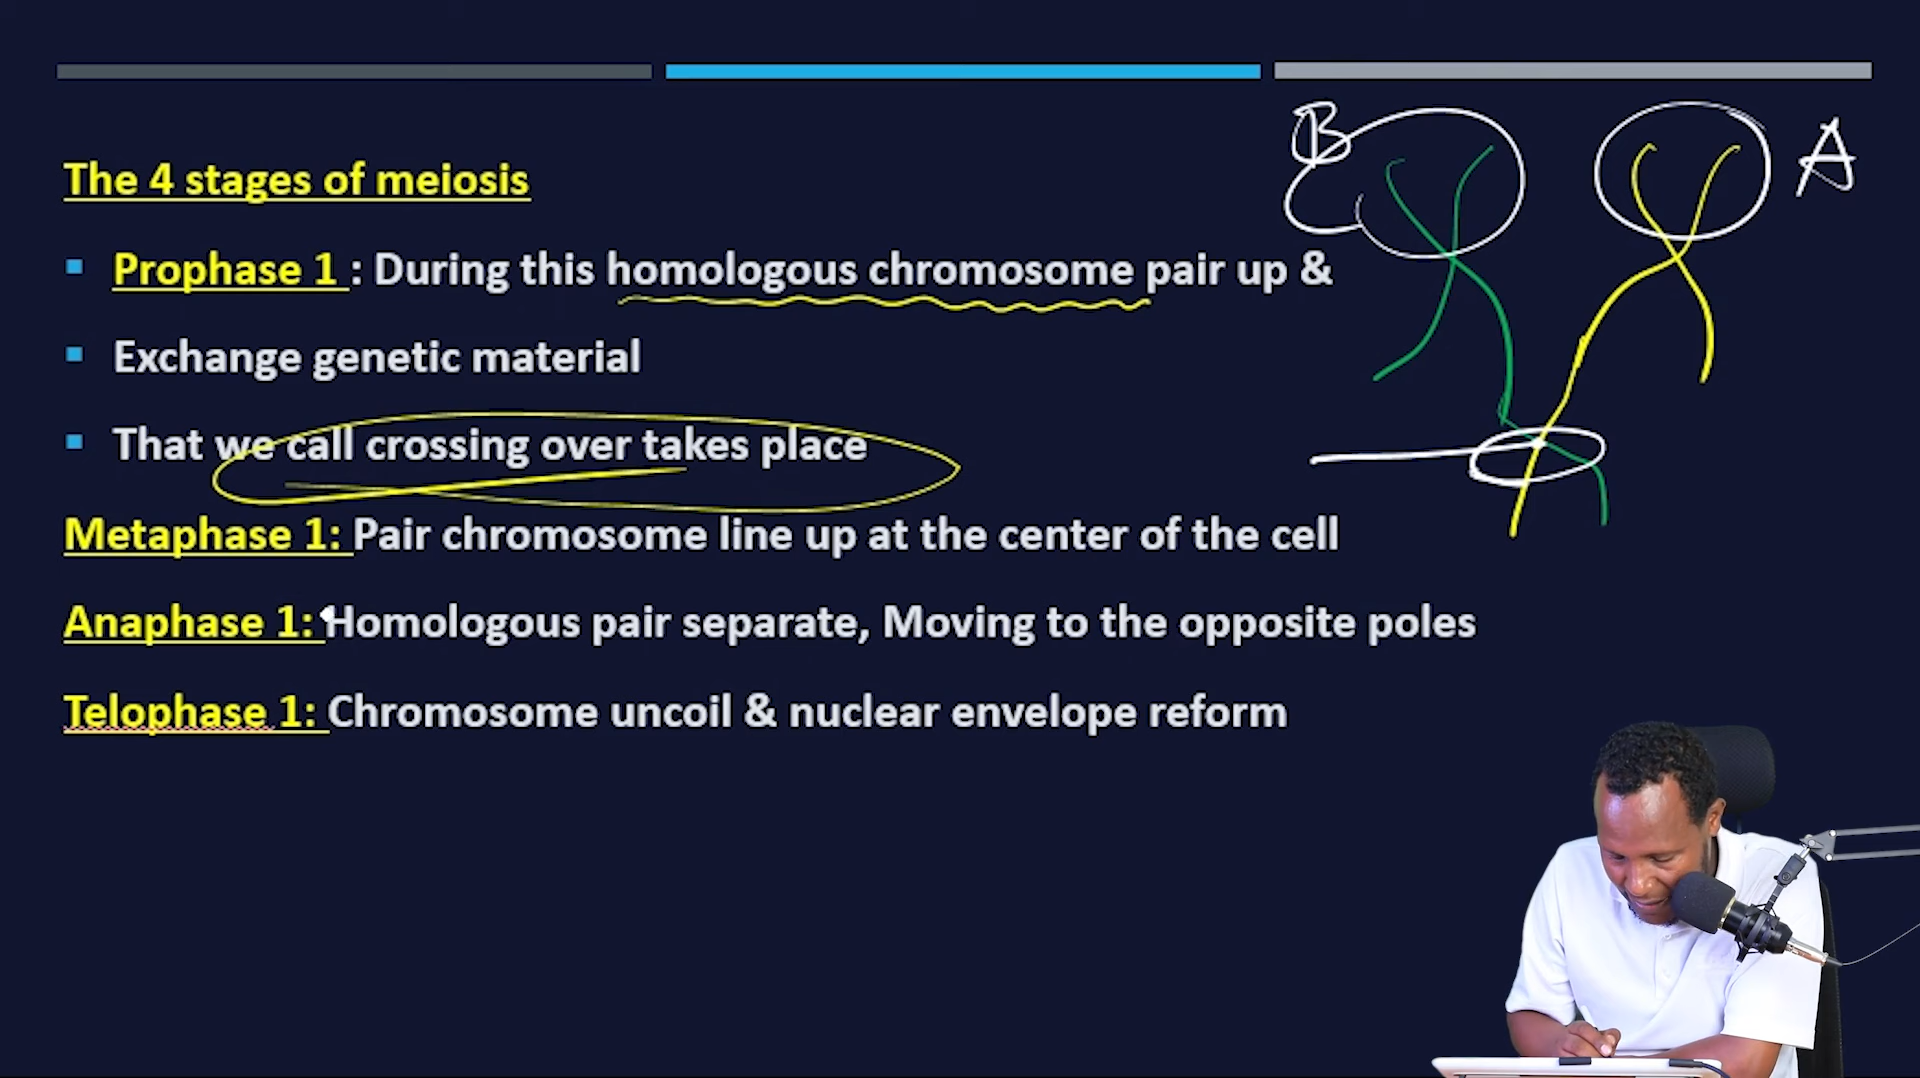 The 4 stages of meiosis
Prophase 1 : During this homologous chromosome pair up &
Exchange genetic material
That we call crossing over takes place
Metaphase 1: Pair chromosome line up at the center of the cell
Anaphase 1: Homologous pair separate, Moving to the opposite poles
Telophase 1: Chromosome uncoil & nuclear envelope reform
B
A